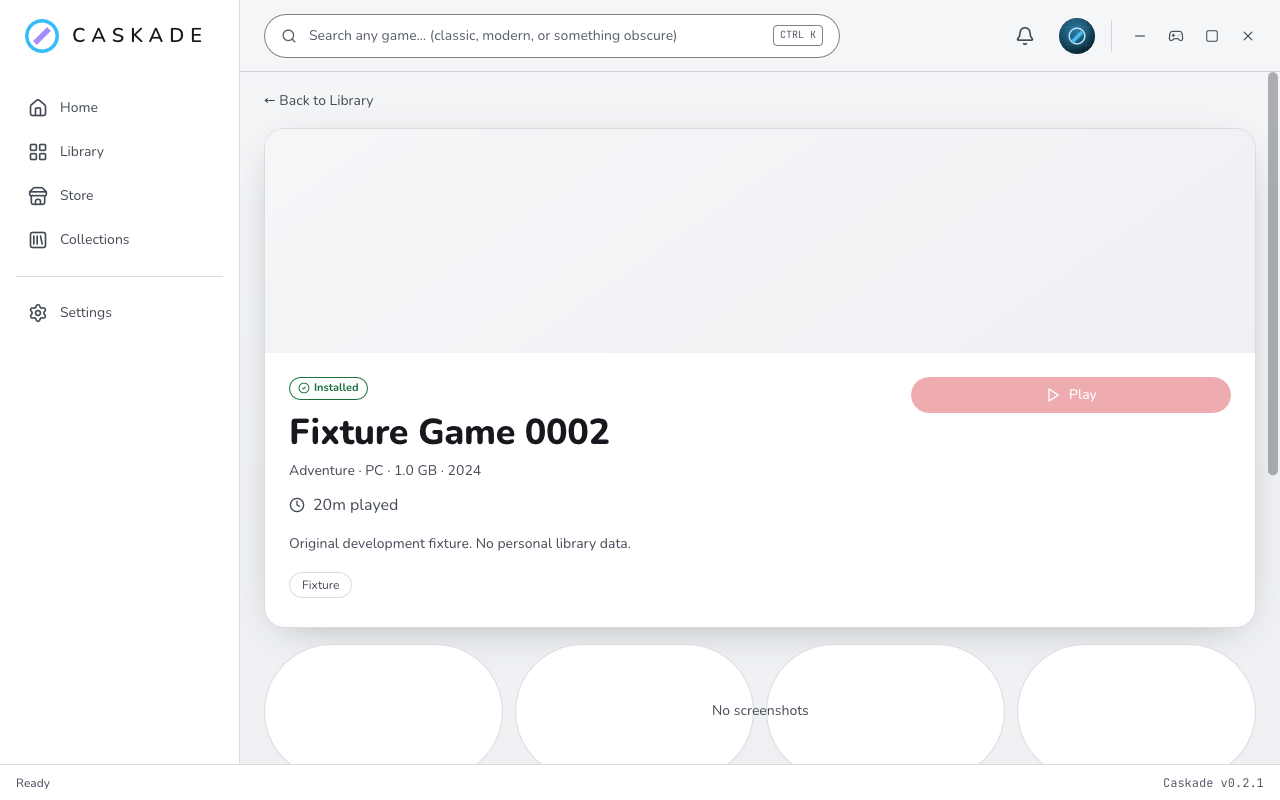 CASKADE
Search any game... (classic, modern, or something obscure)
CTRL K
Home
Library
Store
Collections
Settings
← Back to Library
Installed
Play
Fixture Game 0002
Adventure · PC · 1.0 GB · 2024
20m played
Original development fixture. No personal library data.
Fixture
No screenshots
Ready
Caskade v0.2.1